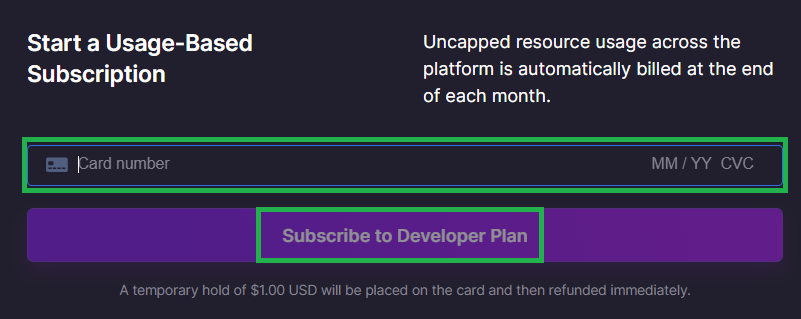 Start a Usage-Based
Subscription
Uncapped resource usage across the
platform is automatically billed at the end
of each month.
Card number MM / YY CVC
Subscribe to Developer Plan
A temporary hold of $1.00 USD will be placed on the card and then refunded immediately.